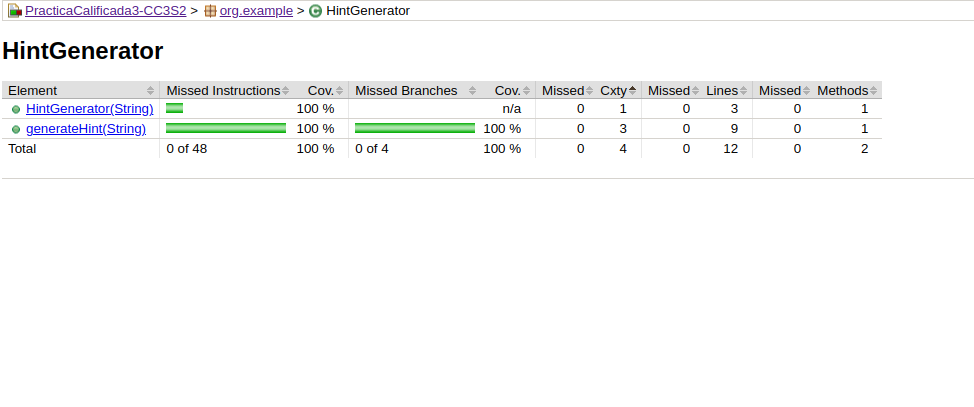 PracticaCalificada3-CC3S2 > org.example > HintGenerator
HintGenerator
Element Missed Instructions Cov. Missed Branches Cov. Missed Cxty Missed Lines Missed Methods
HintGenerator(String) 100 % n/a 0 1 0 3 0 1
generateHint(String) 100 % 100 % 0 3 0 9 0 1
Total 0 of 48 100 % 0 of 4 100 % 0 4 0 12 0 2